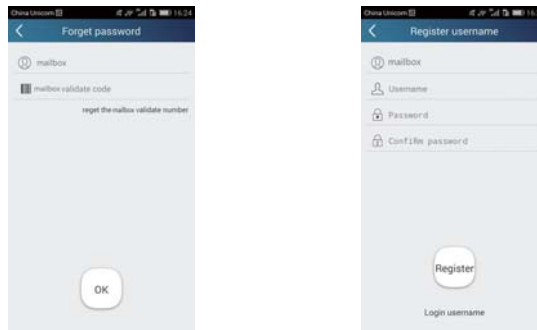 China Unicom 16:24
Forget password
mailbox
mailbox validate code
reget the mailbox validate number
OK
China Unicom
Register username
mailbox
Username
Password
Confirm password
Register
Login username